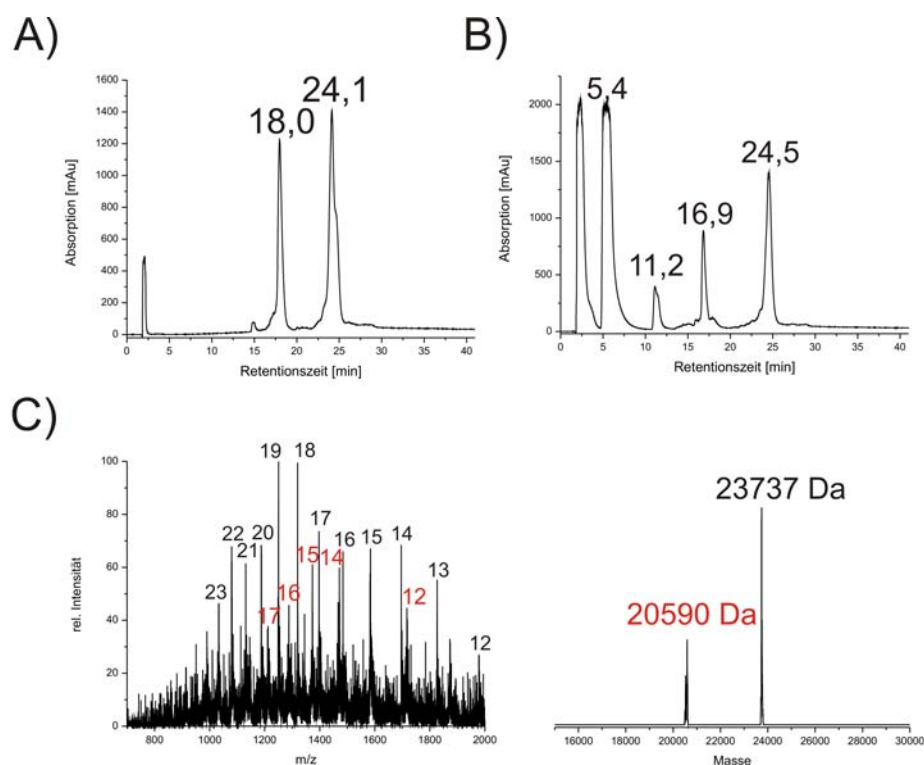 A)
1600
1400
1200
1000
800
600
400
200
0
Absorption [mAu]
18,0
24,1
0 5 10 15 20 25 30 35 40
Retentionszeit [min]
B)
2000
1500
1000
500
0
Absorption [mAu]
5,4
11,2
16,9
24,5
0 5 10 15 20 25 30 35 40
Retentionszeit [min]
C)
100
80
60
40
20
0
rel. Intensität
23
22
21
20
19
18
17
16
15
14
13
12
17
16
15
14
12
800 1000 1200 1400 1600 1800 2000
m/z
20590 Da
23737 Da
16000 18000 20000 22000 24000 26000 28000 30000
Masse